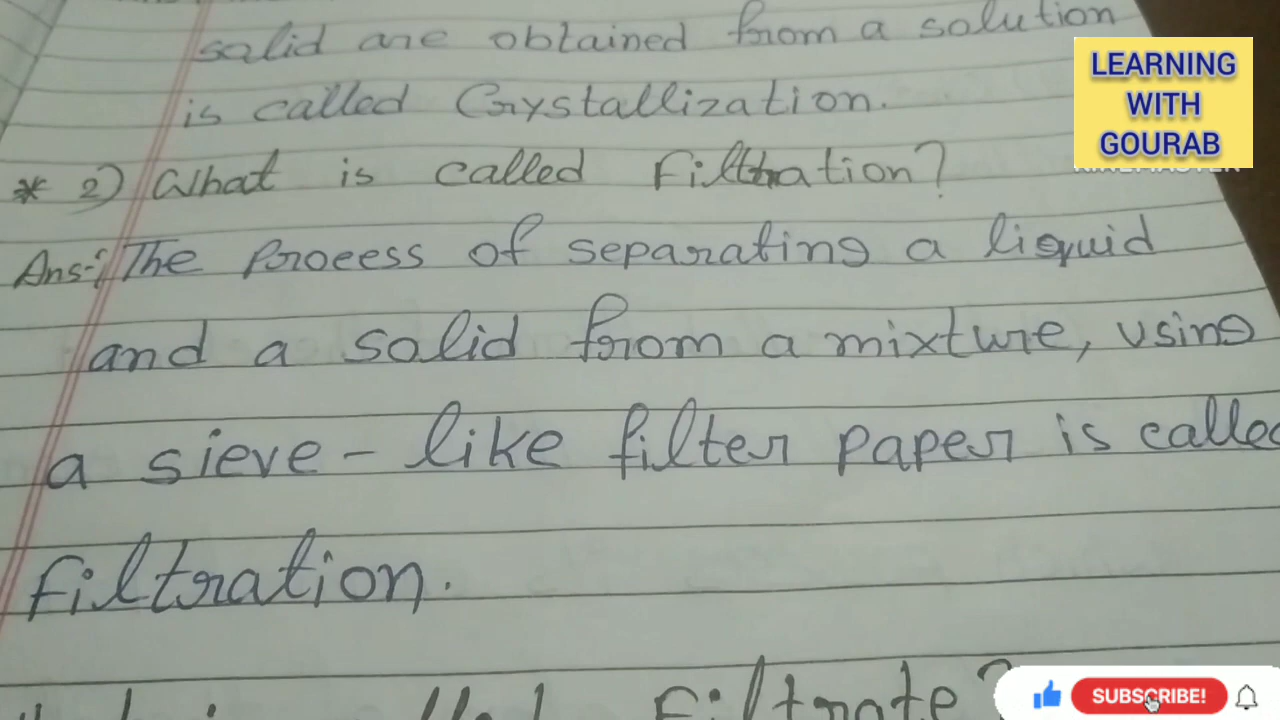 solid are obtained from a solution
is called Crystallization.
* 2) What is called Filtration?
Ans-: The Process of separating a liquid
and a solid from a mixture, using
a sieve - like filter paper is called
Filtration.
Filtrate?
LEARNING
WITH
GOURAB
SUBSCRIBE!